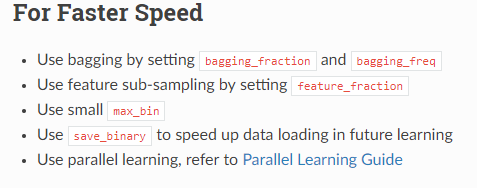 For Faster Speed
• Use bagging by setting bagging_fraction and bagging_freq
• Use feature sub-sampling by setting feature_fraction
• Use small max_bin
• Use save_binary to speed up data loading in future learning
• Use parallel learning, refer to Parallel Learning Guide